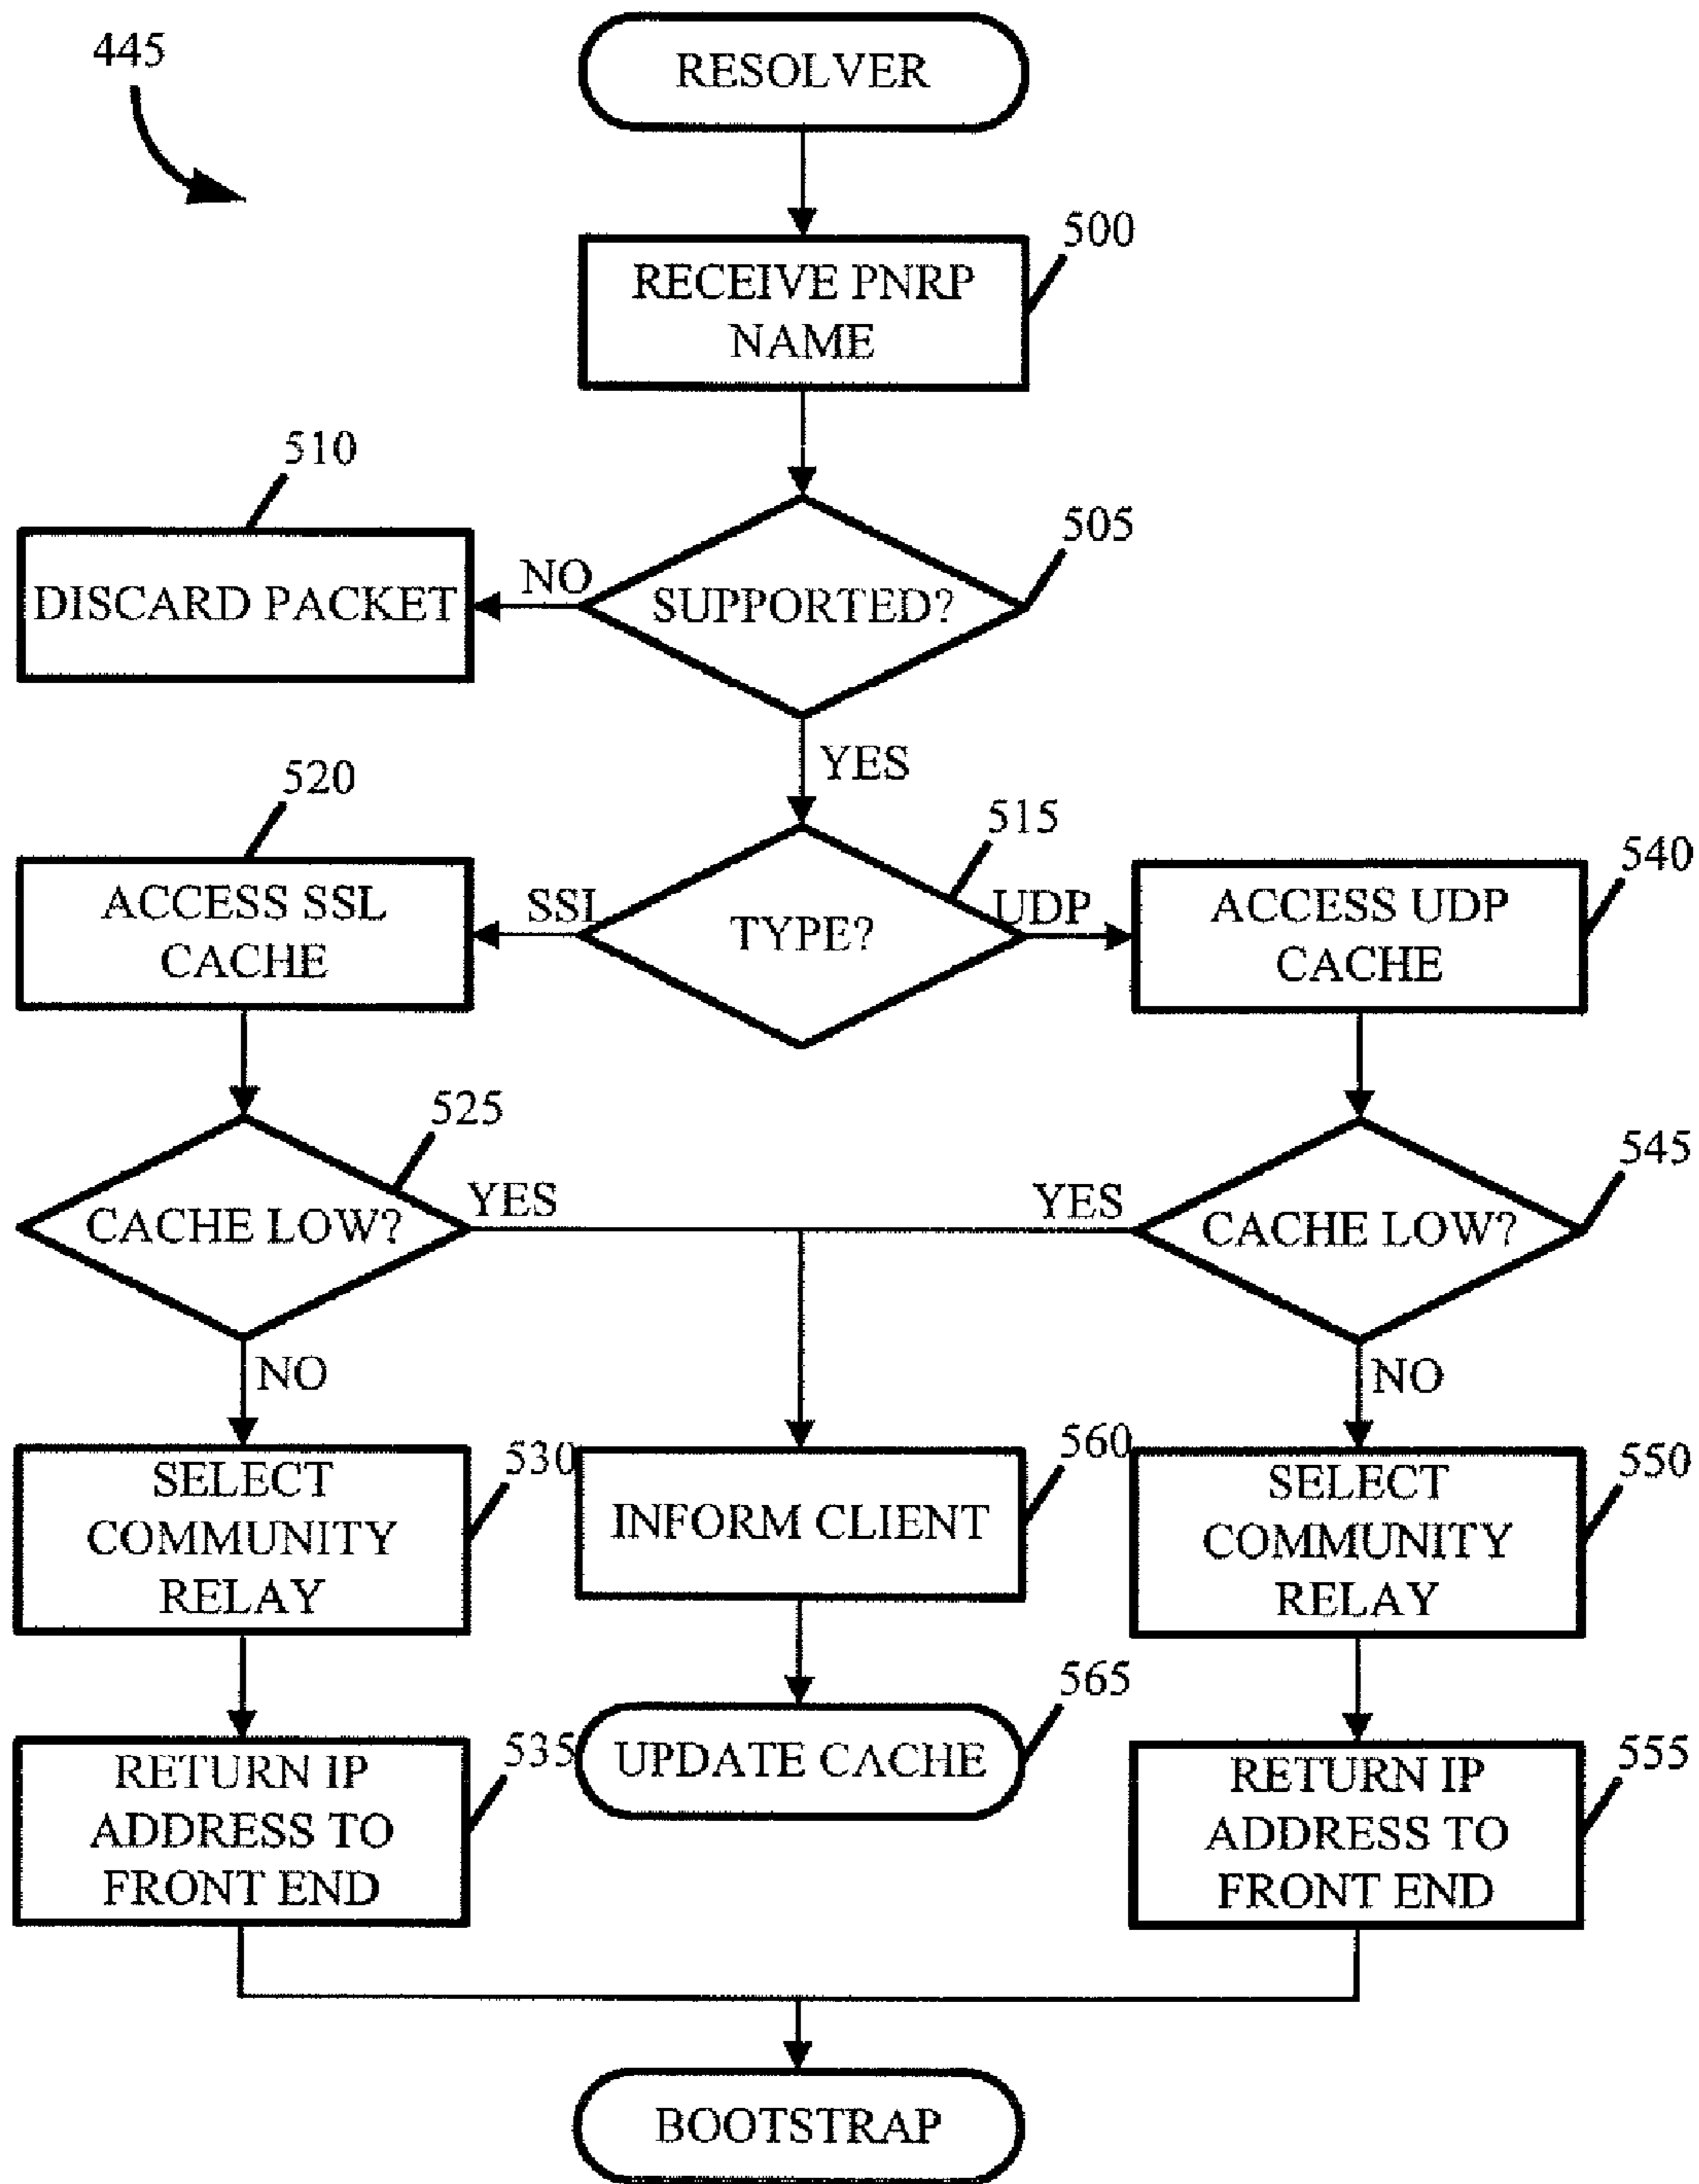 445
RESOLVER
500
RECEIVE PNRP
NAME
510
505
DISCARD PACKET
NO
SUPPORTED?
YES
520
515
540
ACCESS SSL
CACHE
SSL
TYPE?
UDP
ACCESS UDP
CACHE
525
545
CACHE LOW?
YES
YES
CACHE LOW?
NO
NO
530
SELECT
COMMUNITY
RELAY
560
INFORM CLIENT
550
SELECT
COMMUNITY
RELAY
565
UPDATE CACHE
535
RETURN IP
ADDRESS TO
FRONT END
555
RETURN IP
ADDRESS TO
FRONT END
BOOTSTRAP